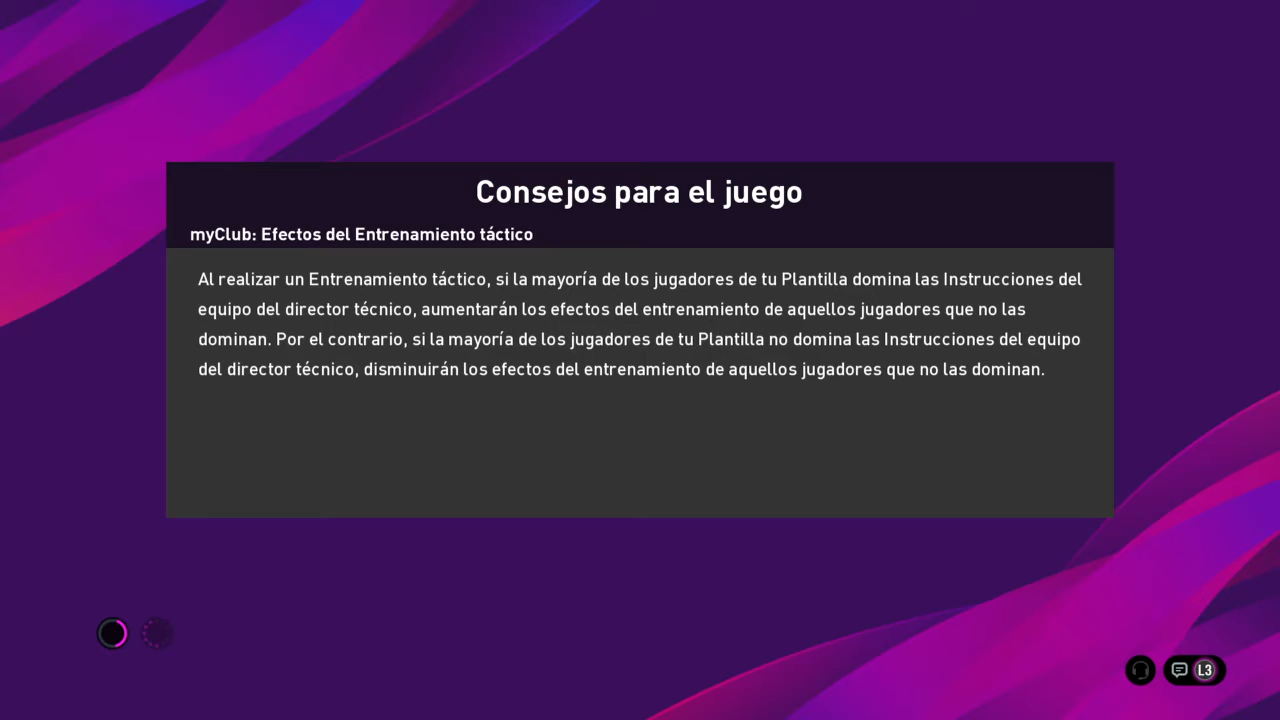 Consejos para el juego
myClub: Efectos del Entrenamiento táctico
Al realizar un Entrenamiento táctico, si la mayoría de los jugadores de tu Plantilla domina las Instrucciones del
equipo del director técnico, aumentarán los efectos del entrenamiento de aquellos jugadores que no las
dominan. Por el contrario, si la mayoría de los jugadores de tu Plantilla no domina las Instrucciones del equipo
del director técnico, disminuirán los efectos del entrenamiento de aquellos jugadores que no las dominan.
L3